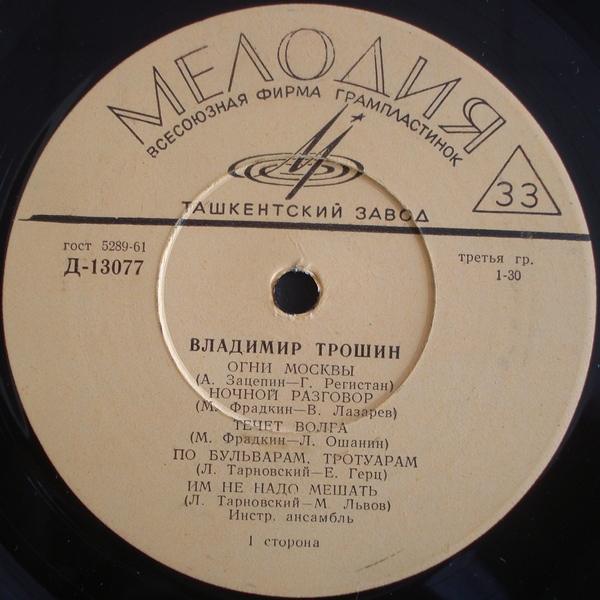 МЕЛОДИЯ
ВСЕСОЮЗНАЯ ФИРМА ГРАМПЛАСТИНОК
33
ТАШКЕНТСКИЙ ЗАВОД
гост 5289-61
Д-13077
третья гр.
1-30
ВЛАДИМИР ТРОШИН
ОГНИ МОСКВЫ
(А. Зацепин—Г. Регистан)
НОЧНОЙ РАЗГОВОР
(М. Фрадкин—В. Лазарев)
ТЕЧЕТ ВОЛГА
(М. Фрадкин—Л. Ошанин)
ПО БУЛЬВАРАМ, ТРОТУАРАМ
(Л. Тарновский—Е. Герц)
ИМ НЕ НАДО МЕШАТЬ
(Л. Тарновский—М. Львов)
Инстр. ансамбль
I сторона